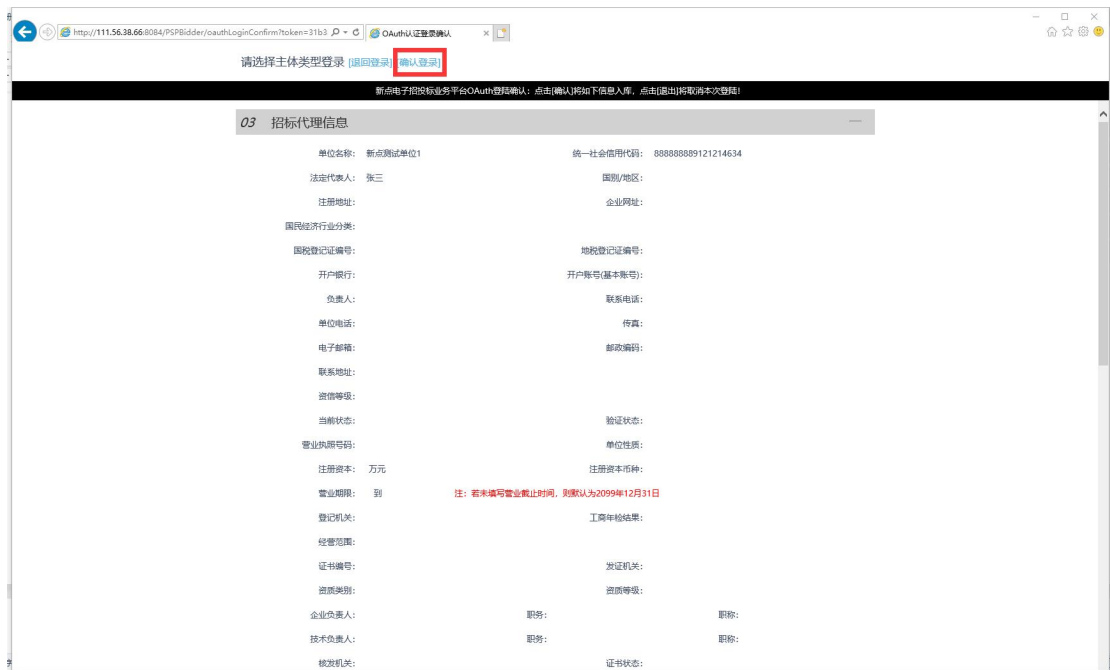 http://111.56.38.66:8084/PSPBidder/oauthLoginConfirm?token=31b3
OAuth认证登录确认
请选择主体类型登录 [退回登录] [确认登录]
新点电子招投标业务平台OAuth登陆确认：点击[确认]将如下信息入库，点击[退出]将取消本次登陆!
03 招标代理信息
单位名称： 新点测试单位1 统一社会信用代码： 888888889121214634
法定代表人： 张三 国别/地区：
注册地址： 企业网址：
国民经济行业分类：
国税登记证编号： 地税登记证编号：
开户银行： 开户账号(基本账号)：
负责人： 联系电话：
单位电话： 传真：
电子邮箱： 邮政编码：
联系地址：
资信等级：
当前状态： 验证状态：
营业执照号码： 单位性质：
注册资本： 万元 注册资本币种：
营业期限： 到 注：若未填写营业截止时间，则默认为2099年12月31日
登记机关： 工商年检结果：
经营范围：
证书编号： 发证机关：
资质类别： 资质等级：
企业负责人： 职务： 职称：
技术负责人： 职务： 职称：
核发机关： 证书状态：